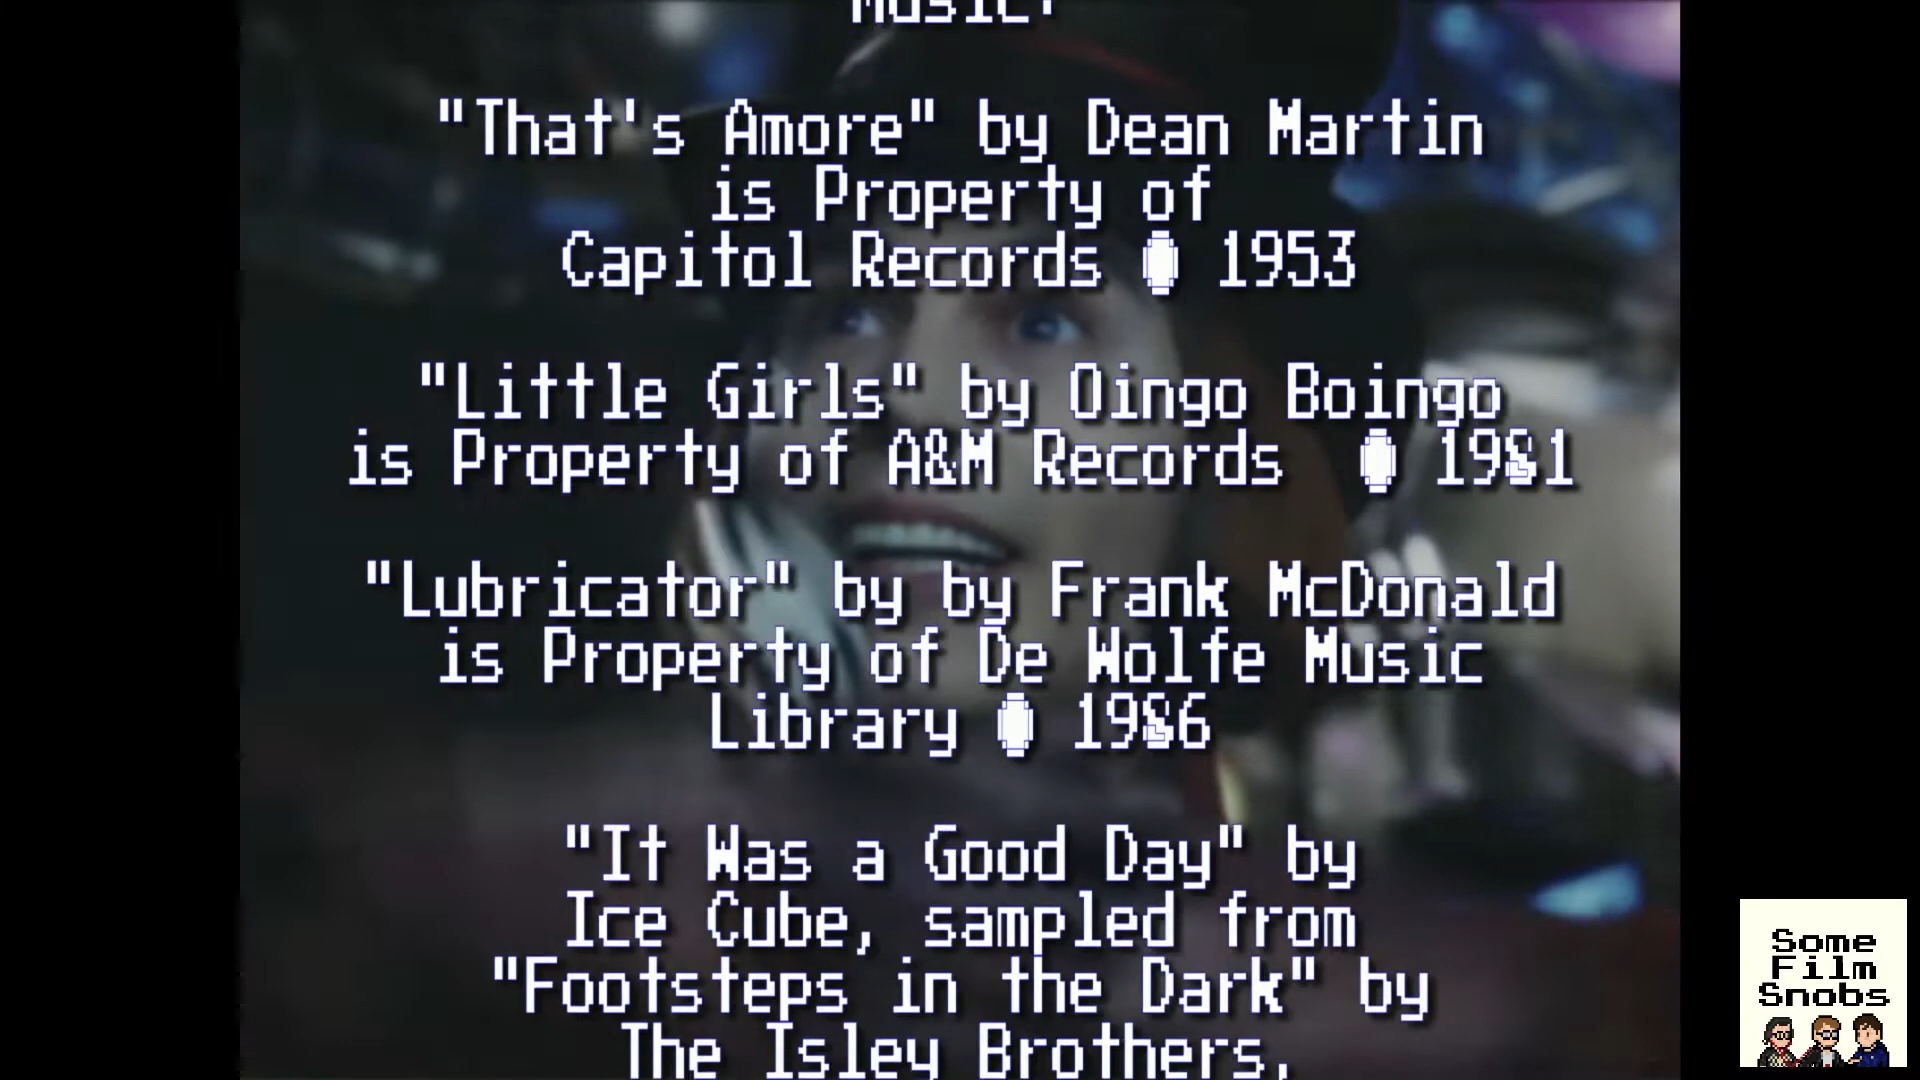 Music:
"That's Amore" by Dean Martin
is Property of
Capitol Records 1953
"Little Girls" by Oingo Boingo
is Property of A&M Records 1981
"Lubricator" by by Frank McDonald
is Property of De Wolfe Music
Library 1986
"It Was a Good Day" by
Ice Cube, sampled from
"Footsteps in the Dark" by
The Isley Brothers,
Some
Film
Snobs